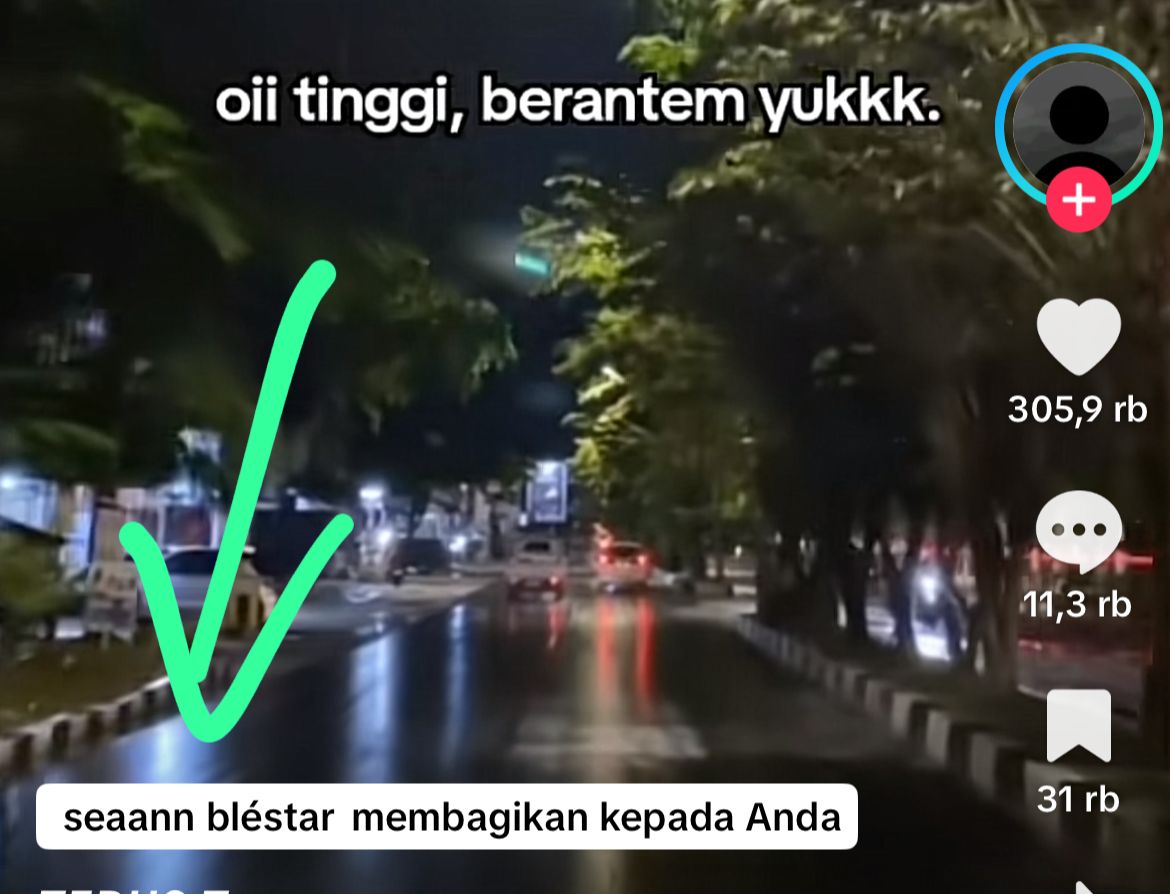 oii tinggi, berantem yukkk.
305,9 rb
11,3 rb
31 rb
seaann bléstar membagikan kepada Anda